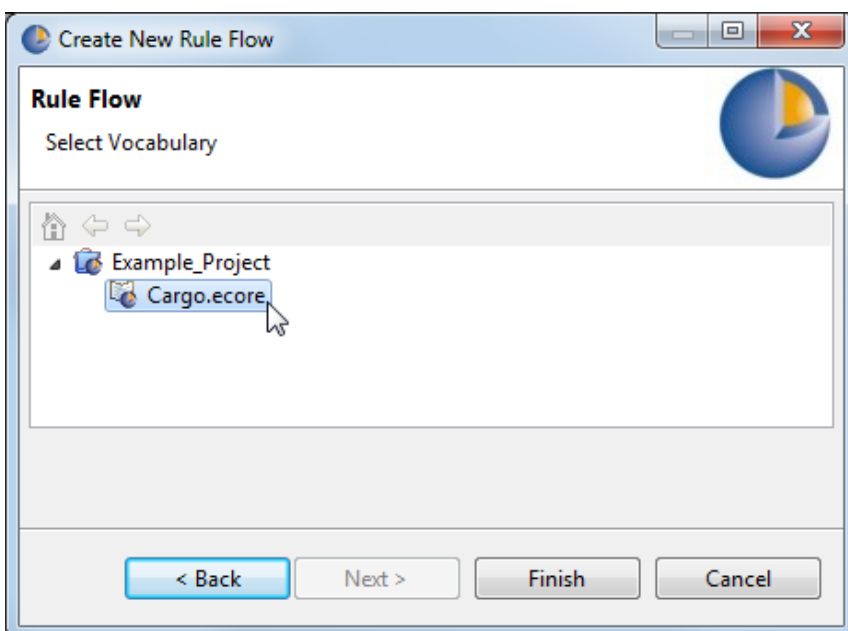 Create New Rule Flow
Rule Flow
Select Vocabulary
Example_Project
Cargo.ecore
< Back Next > Finish Cancel